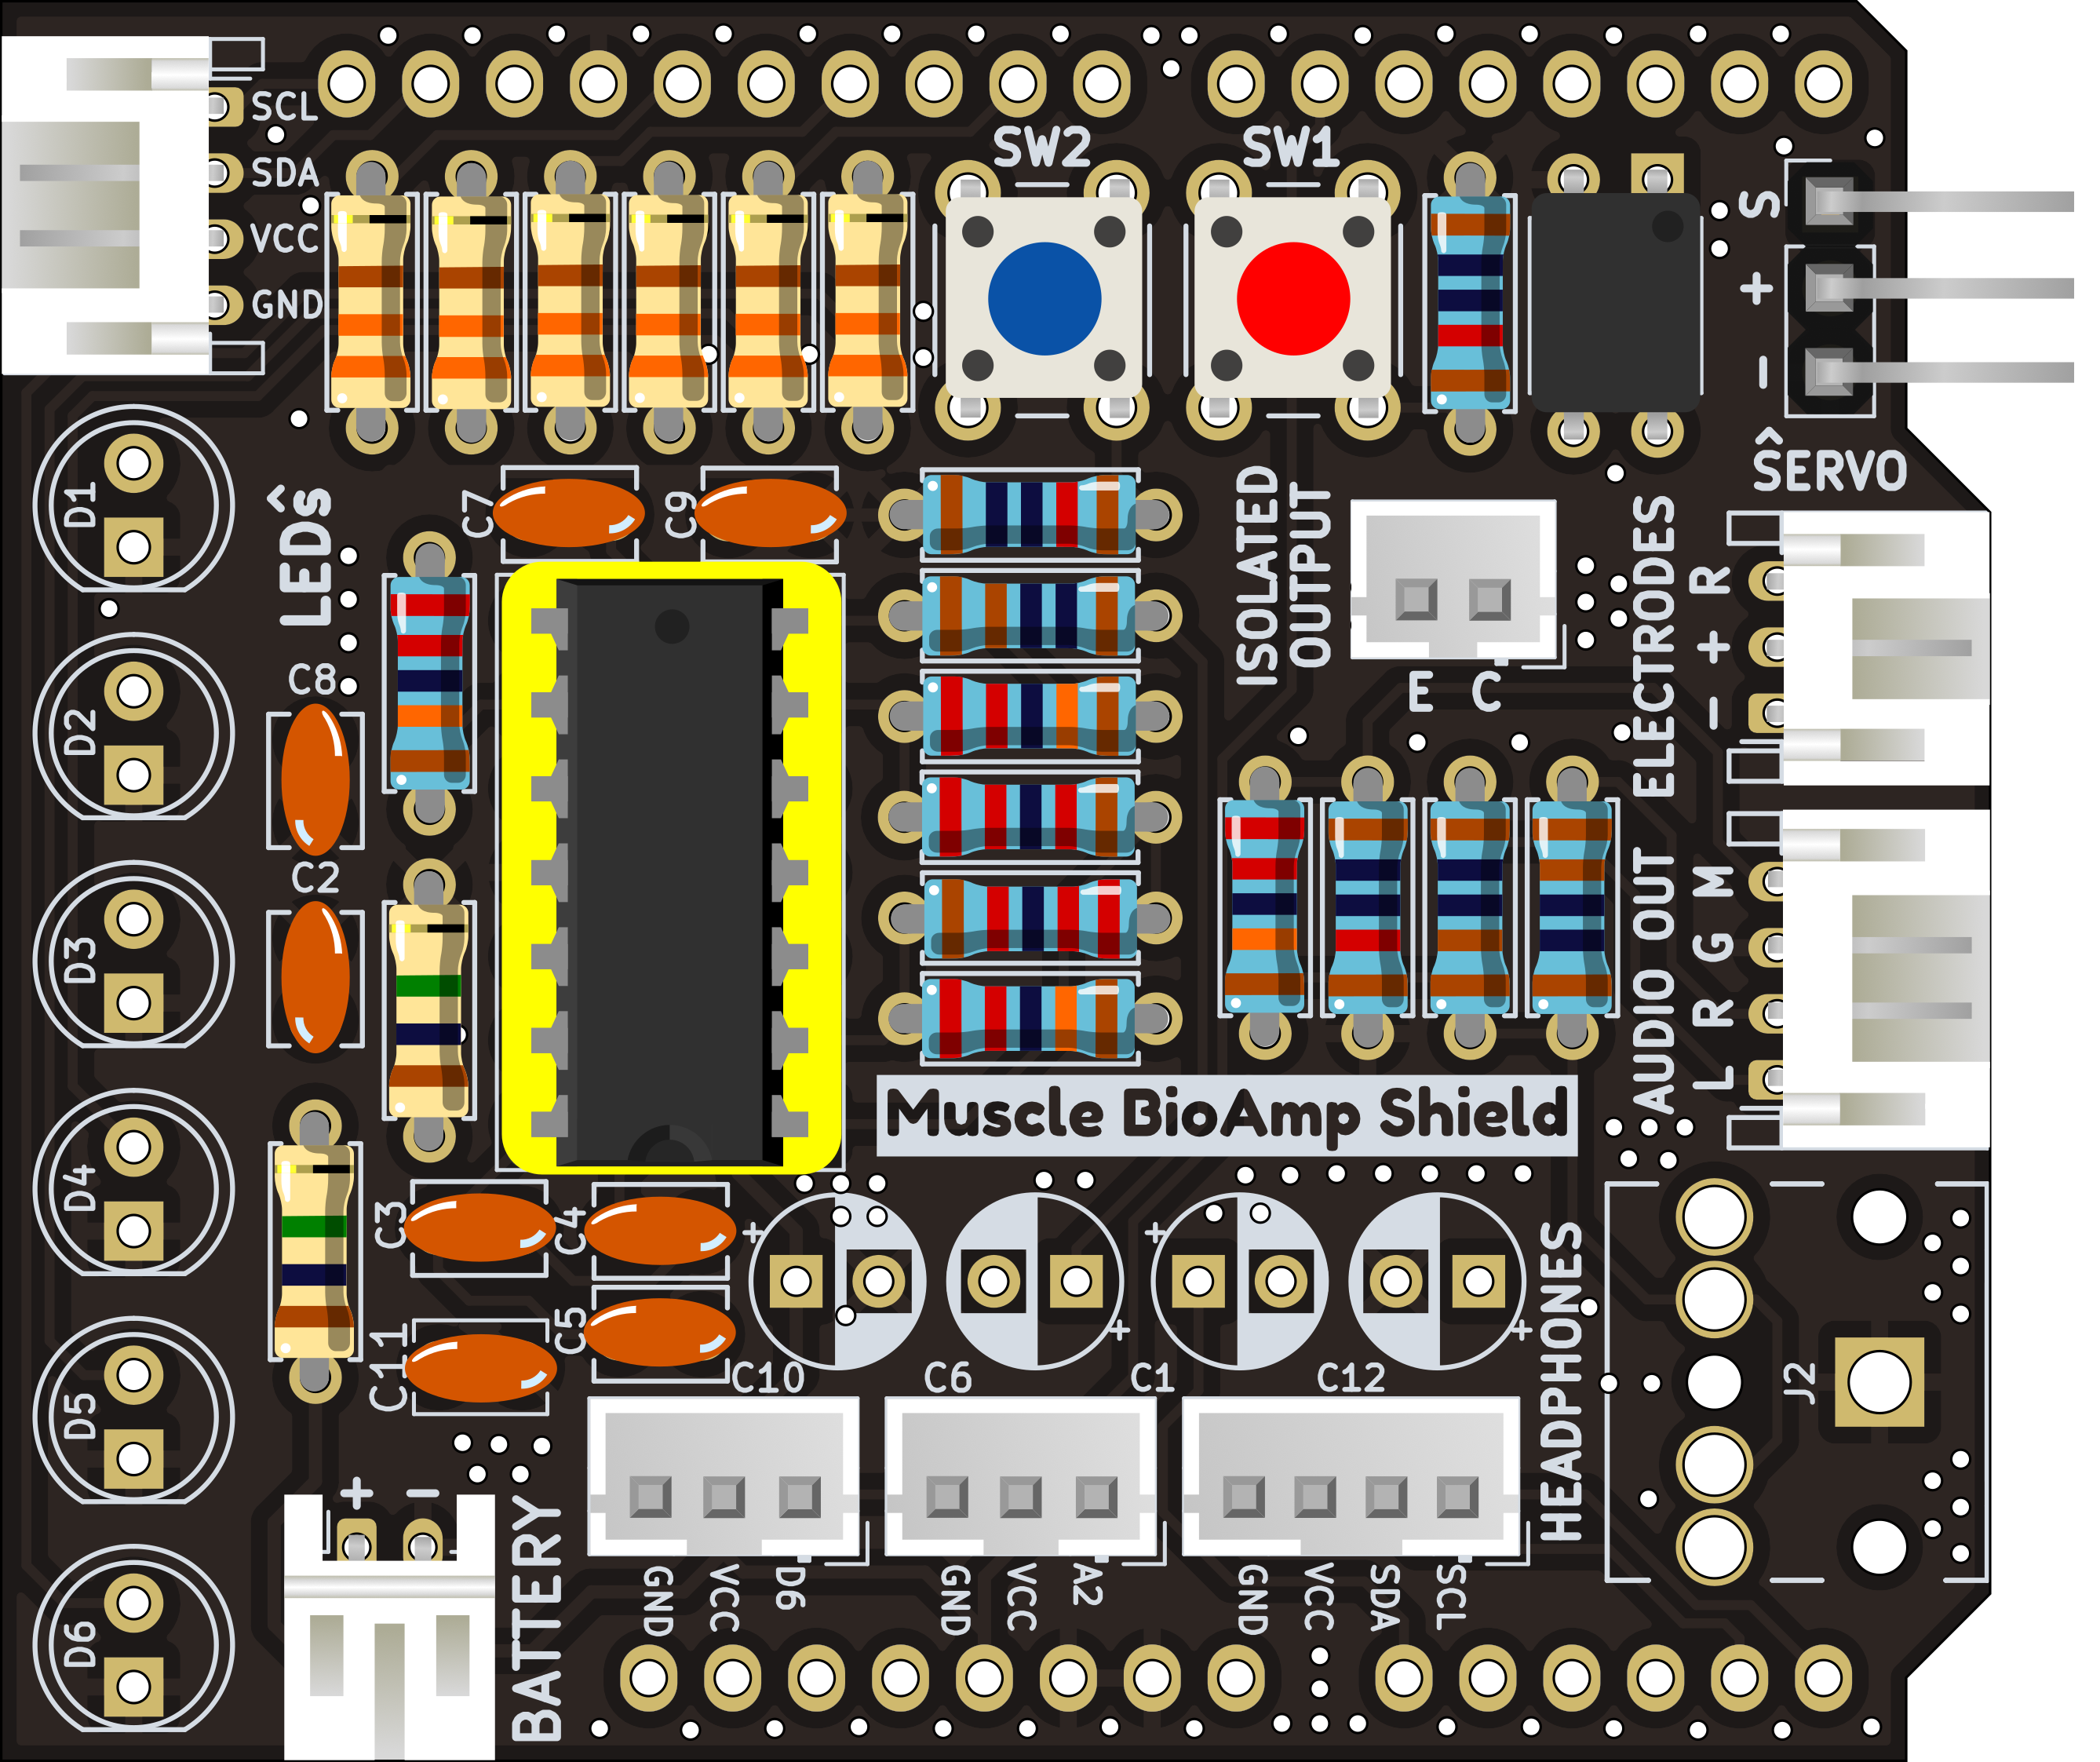 SCL
SDA
VCC
GND
SW2
SW1
S
+
-
^
SERVO
D1
^
LEDs
C7
C9
ISOLATED
OUTPUT
E C
ELECTRODES
- + R
D2
C8
C2
D3
AUDIO OUT
L R G M
Muscle BioAmp Shield
D4
C3
C4
+
+
C11
C5
+
+
C10
C6
C1
C12
HEADPHONES
J2
D5
+ -
BATTERY
GND
VCC
D6
GND
VCC
A2
GND
VCC
SDA
SCL
D6